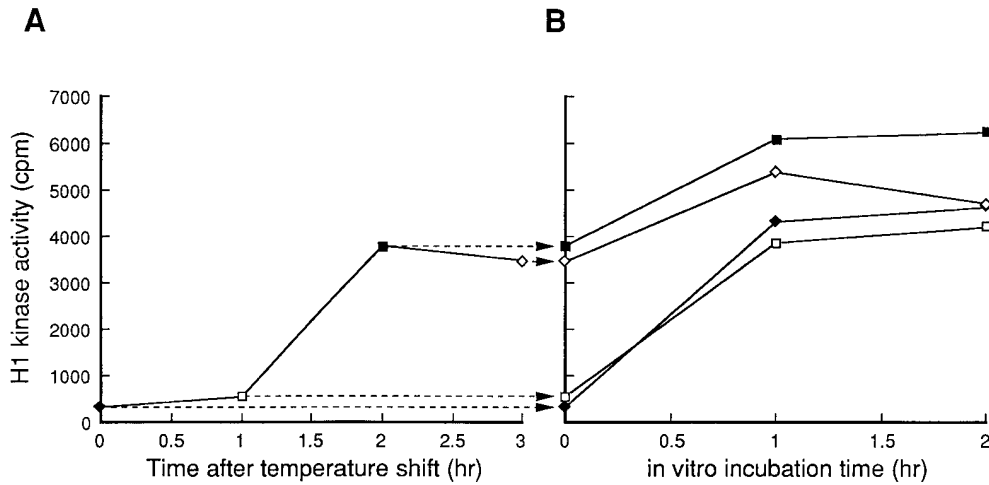 A
B
H1 kinase activity (cpm)
7000
6000
5000
4000
3000
2000
1000
0
0 0.5 1 1.5 2 2.5 3
0 0.5 1 1.5 2
Time after temperature shift (hr)
in vitro incubation time (hr)